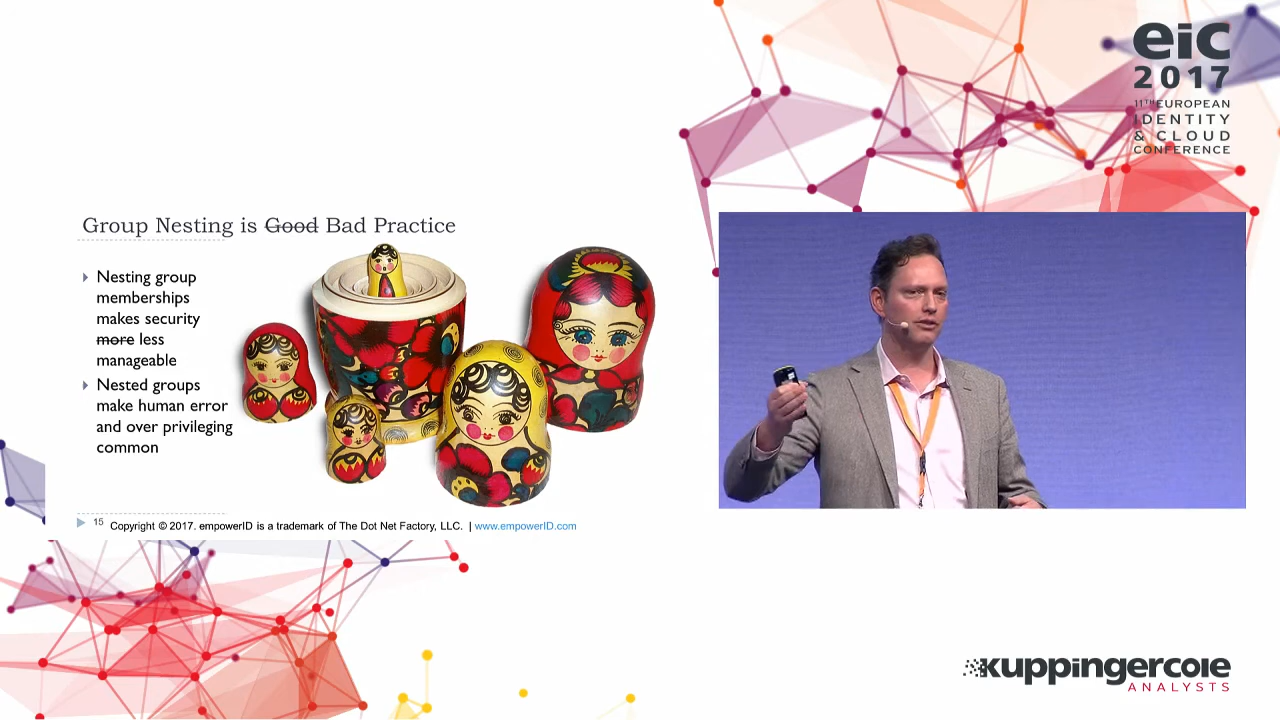 eic
2017
11TH EUROPEAN
IDENTITY
& CLOUD
CONFERENCE
Group Nesting is Good Bad Practice
Nesting group
memberships
makes security
more less
manageable
Nested groups
make human error
and over privileging
common
15 Copyright © 2017. empowerID is a trademark of The Dot Net Factory, LLC. | www.empowerID.com
kuppingercole
ANALYSTS